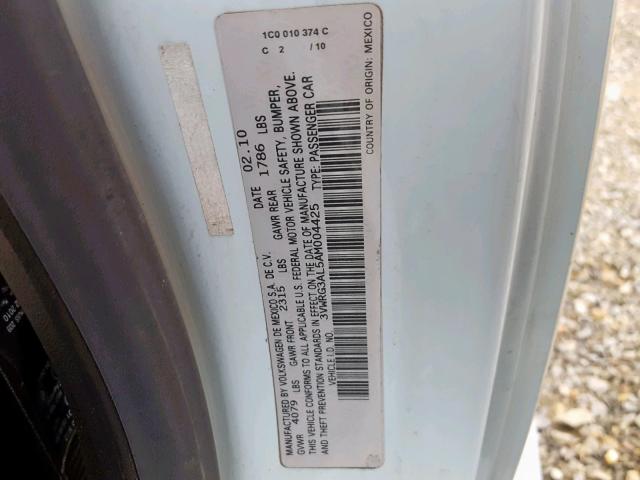 1C0 010 374 C
C 2 /10
MANUFACTURED BY VOLKSWAGEN DE MEXICO S.A. DE C.V. DATE 02.10
GVWR 4079 LBS GAWR FRONT 2315 LBS GAWR REAR 1786 LBS
THIS VEHICLE CONFORMS TO ALL APPLICABLE U.S. FEDERAL MOTOR VEHICLE SAFETY, BUMPER,
AND THEFT PREVENTION STANDARDS IN EFFECT ON THE DATE OF MANUFACTURE SHOWN ABOVE.
VEHICLE I.D. NO. 3VWRG3AL5AM004425 TYPE: PASSENGER CAR
COUNTRY OF ORIGIN: MEXICO